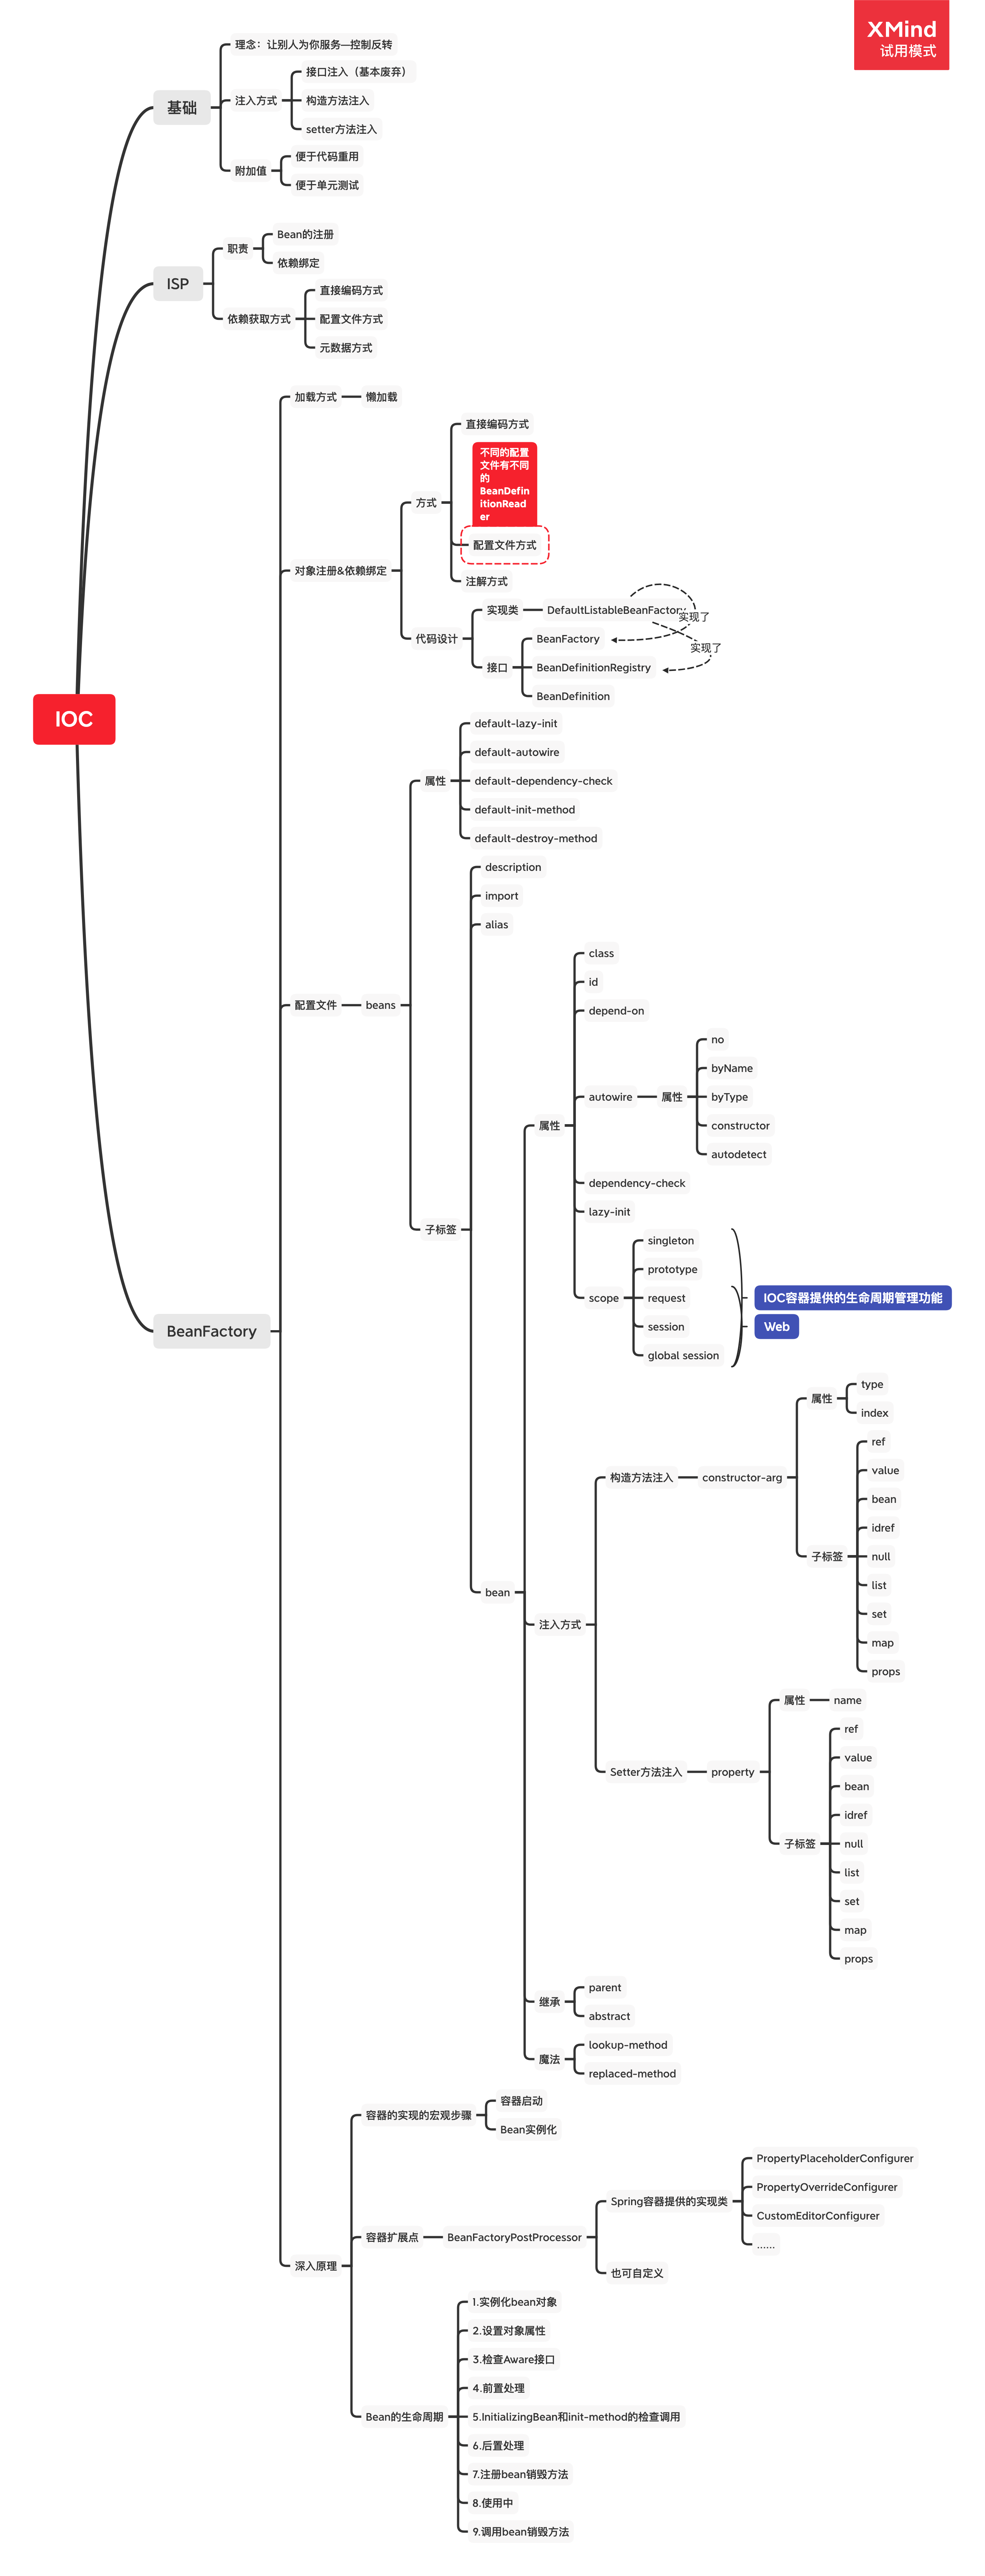 XMind
试用模式
IOC
基础
理念：让别人为你服务—控制反转
注入方式
接口注入（基本废弃）
构造方法注入
setter方法注入
附加值
便于代码重用
便于单元测试
ISP
职责
Bean的注册
依赖绑定
依赖获取方式
直接编码方式
配置文件方式
元数据方式
BeanFactory
加载方式
懒加载
对象注册&依赖绑定
方式
直接编码方式
不同的配置
文件有不同
的
BeanDefin
itionRead
er
配置文件方式
注解方式
代码设计
实现类
DefaultListableBeanFactory
实现了
实现了
接口
BeanFactory
BeanDefinitionRegistry
BeanDefinition
配置文件
beans
属性
default-lazy-init
default-autowire
default-dependency-check
default-init-method
default-destroy-method
子标签
description
import
alias
bean
属性
class
id
depend-on
autowire
属性
no
byName
byType
constructor
autodetect
dependency-check
lazy-init
scope
singleton
prototype
request
session
global session
IOC容器提供的生命周期管理功能
Web
注入方式
构造方法注入
constructor-arg
属性
type
index
子标签
ref
value
bean
idref
null
list
set
map
props
Setter方法注入
property
属性
name
子标签
ref
value
bean
idref
null
list
set
map
props
继承
parent
abstract
魔法
lookup-method
replaced-method
深入原理
容器的实现的宏观步骤
容器启动
Bean实例化
容器扩展点
BeanFactoryPostProcessor
Spring容器提供的实现类
PropertyPlaceholderConfigurer
PropertyOverrideConfigurer
CustomEditorConfigurer
......
也可自定义
Bean的生命周期
1.实例化bean对象
2.设置对象属性
3.检查Aware接口
4.前置处理
5.InitializingBean和init-method的检查调用
6.后置处理
7.注册bean销毁方法
8.使用中
9.调用bean销毁方法